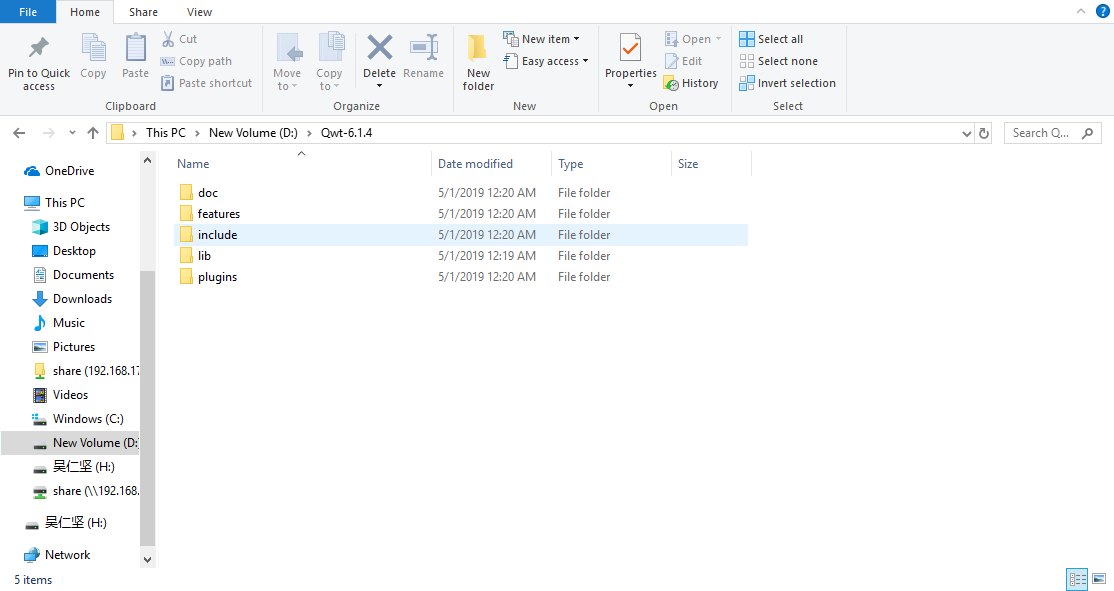 File Home Share View
Pin to Quick access
Copy
Paste
Cut
Copy path
Paste shortcut
Clipboard
Move to
Copy to
Delete
Rename
Organize
New folder
New item
Easy access
New
Properties
Open
Edit
History
Open
Select all
Select none
Invert selection
Select
This PC > New Volume (D:) > Qwt-6.1.4
Search Q...
OneDrive
This PC
3D Objects
Desktop
Documents
Downloads
Music
Pictures
share (192.168.17
Videos
Windows (C:)
New Volume (D:
吴仁坚 (H:)
share (\\192.168.
吴仁坚 (H:)
Network
Name Date modified Type Size
doc 5/1/2019 12:20 AM File folder
features 5/1/2019 12:20 AM File folder
include 5/1/2019 12:20 AM File folder
lib 5/1/2019 12:19 AM File folder
plugins 5/1/2019 12:20 AM File folder
5 items